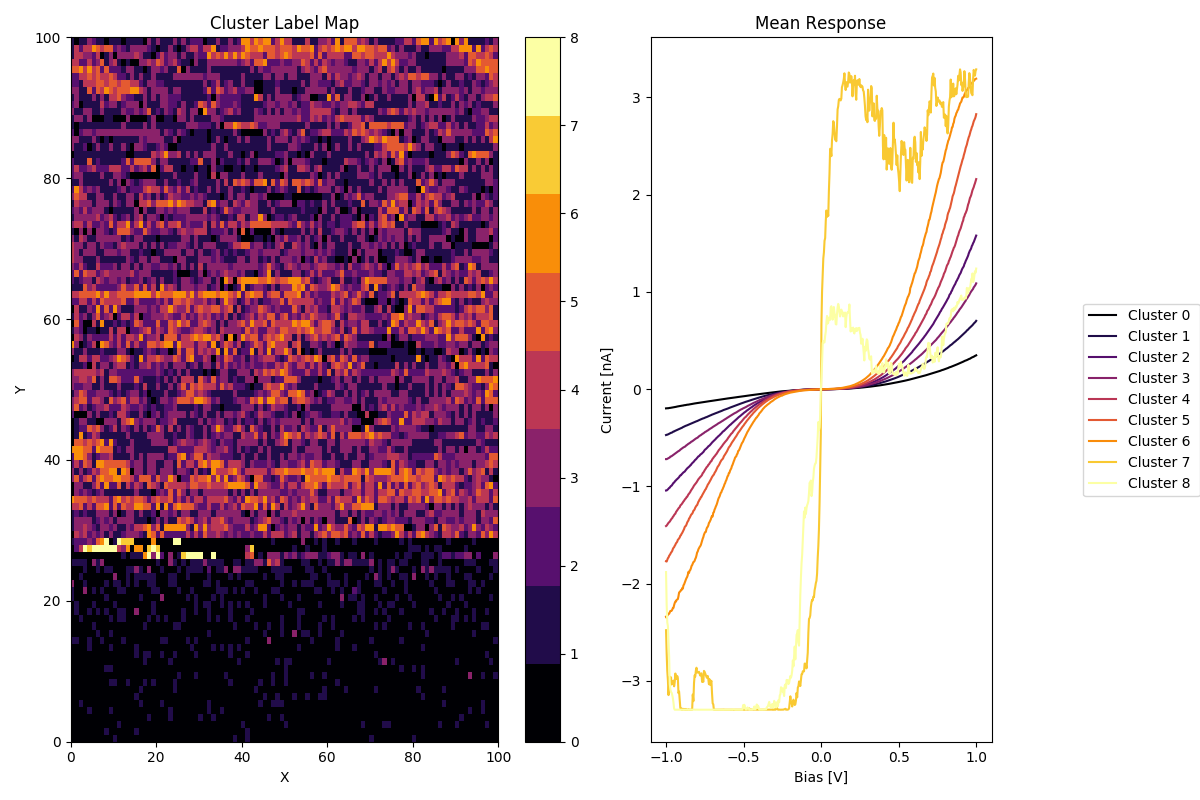 Cluster Label Map
100
80
60
40
20
0
Y
0 20 40 60 80 100
X
8
7
6
5
4
3
2
1
0
Mean Response
3
2
1
0
−1
−2
−3
Current [nA]
−1.0 −0.5 0.0 0.5 1.0
Bias [V]
Cluster 0
Cluster 1
Cluster 2
Cluster 3
Cluster 4
Cluster 5
Cluster 6
Cluster 7
Cluster 8